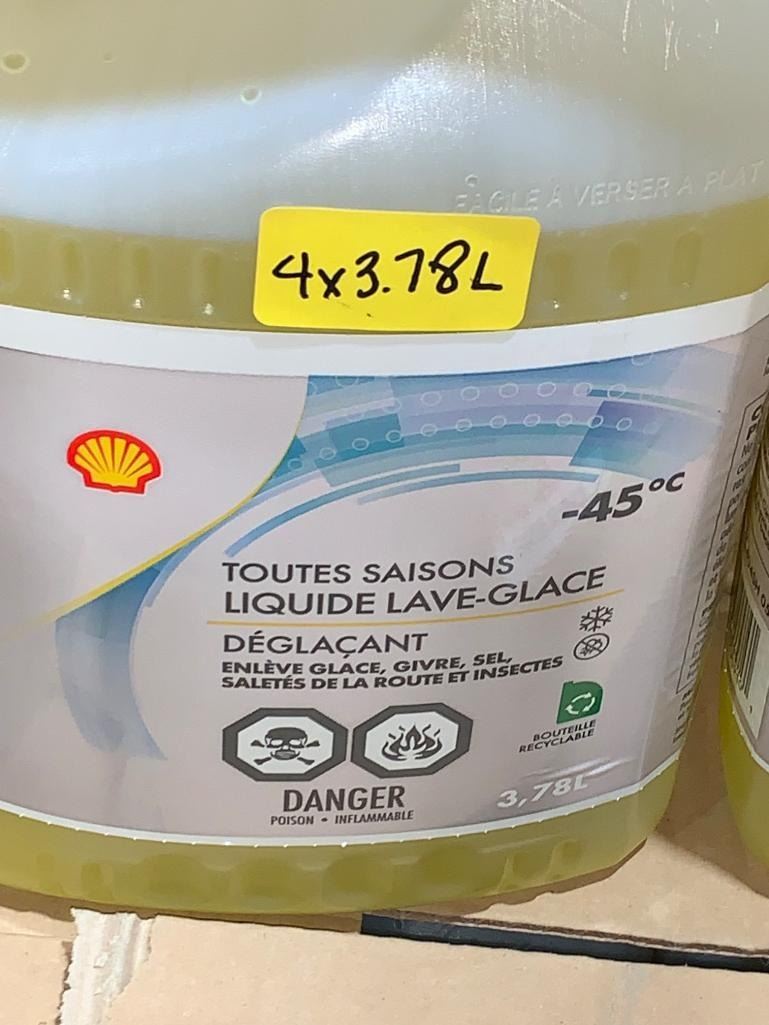 FACILE À VERSER À PLAT
4x3.78L
-45°C
TOUTES SAISONS
LIQUIDE LAVE-GLACE
DÉGLAÇANT
ENLÈVE GLACE, GIVRE, SEL,
SALETÉS DE LA ROUTE ET INSECTES
BOUTEILLE
RECYCLABLE
DANGER
POISON • INFLAMMABLE
3,78L